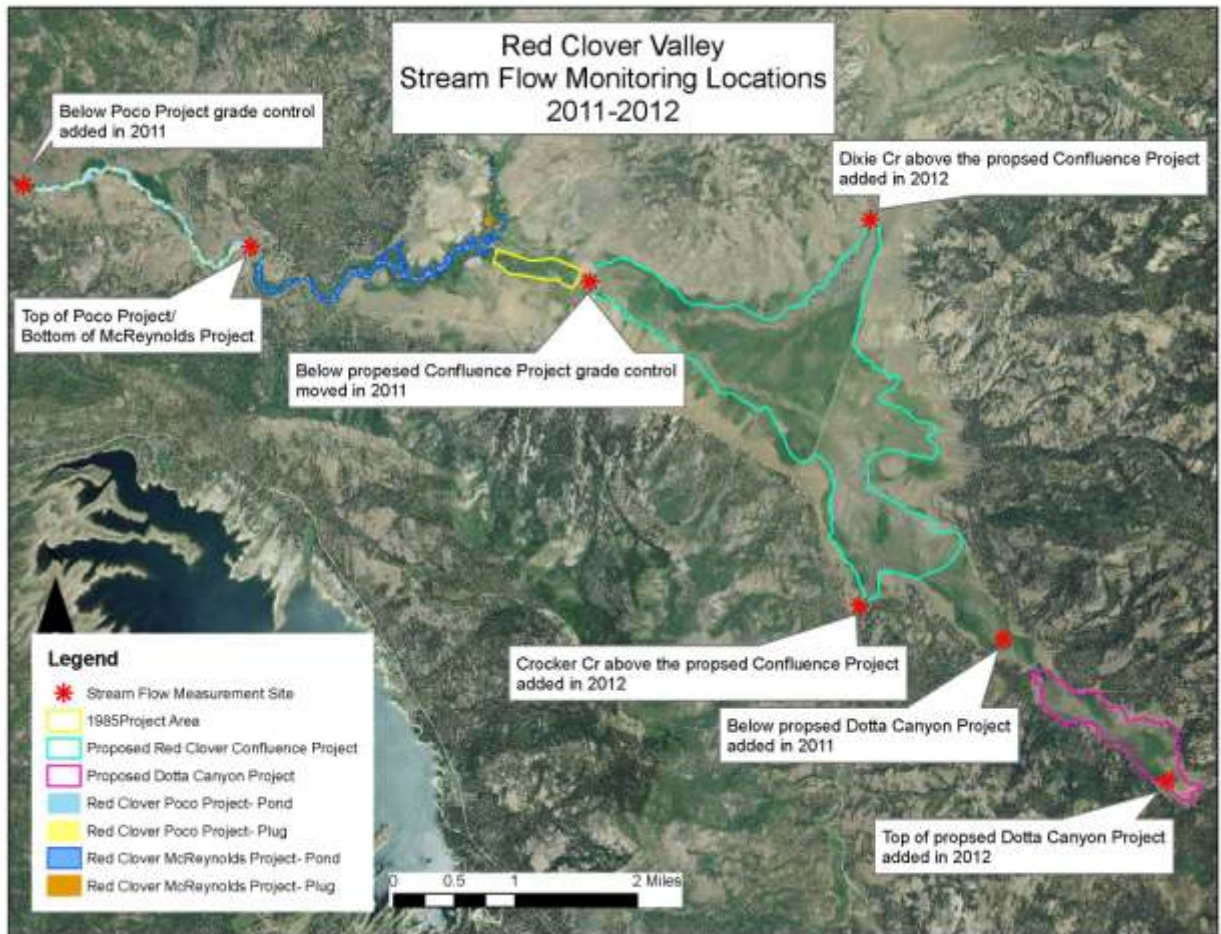 Red Clover Valley
Stream Flow Monitoring Locations
2011-2012
Below Poco Project grade control
added in 2011
Dixie Cr above the propsed Confluence Project
added in 2012
Top of Poco Project/
Bottom of McReynolds Project
Below propesed Confluence Project grade control
moved in 2011
Crocker Cr above the propsed Confluence Project
added in 2012
Below propsed Dotta Canyon Project
added in 2011
Top of propsed Dotta Canyon Project
added in 2012
Legend
Stream Flow Measurement Site
1985Project Area
Proposed Red Clover Confluence Project
Proposed Dotta Canyon Project
Red Clover Poco Project- Pond
Red Clover Poco Project- Plug
Red Clover McReynolds Project- Pond
Red Clover McReynolds Project- Plug
0 0.5 1 2 Miles